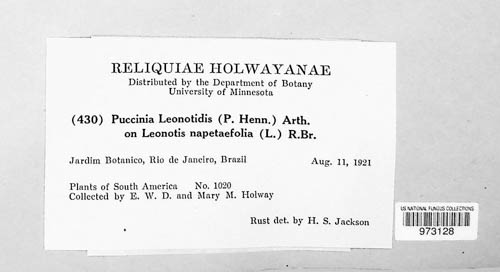 RELIQUIAE HOLWAYANAE
Distributed by the Department of Botany
University of Minnesota
(430) Puccinia Leonotidis (P. Henn.) Arth.
on Leonotis napetaefolia (L.) R.Br.
Jardim Botanico, Rio de Janeiro, Brazil Aug. 11, 1921
Plants of South America No. 1020
Collected by E. W. D. and Mary M. Holway
Rust det. by H. S. Jackson
US NATIONAL FUNGUS COLLECTIONS
973128